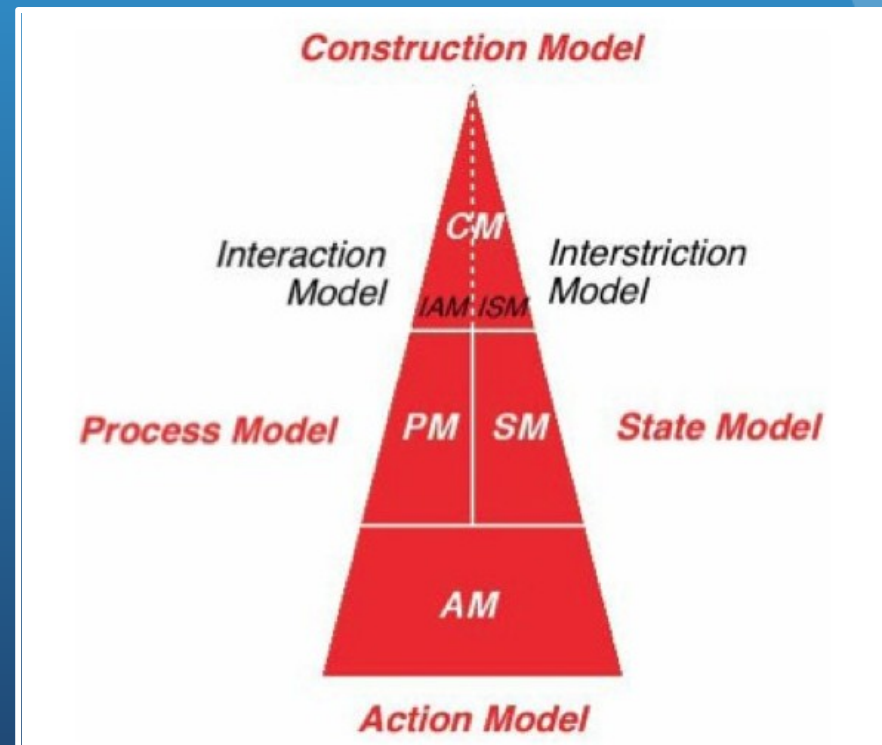 Construction Model
CM
Interaction
Model
Interstriction
Model
IAM ISM
Process Model
PM
SM
State Model
AM
Action Model